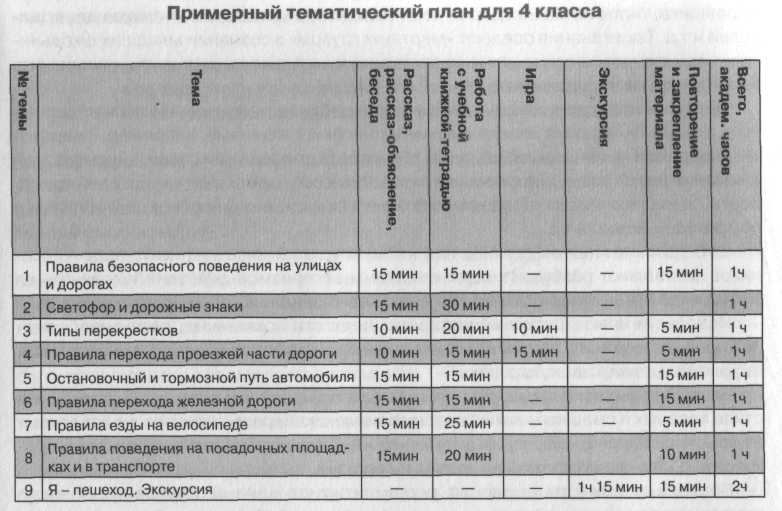 Примерный тематический план для 4 класса
№ темы
Тема
Рассказ,
рассказ-объяснение,
беседа
Работа
с учебной
книжкой-тетрадью
Игра
Экскурсия
Повторение
и закрепление
материала
Всего,
академ. часов
1 Правила безопасного поведения на улицах
и дорогах 15 мин 15 мин 15 мин 1ч
2 Светофор и дорожные знаки 15 мин 30 мин 1 ч
3 Типы перекрестков 10 мин 20 мин 10 мин 5 мин 1 ч
4 Правила перехода проезжей части дороги 10 мин 15 мин 15 мин — 5 мин 1 ч
5 Остановочный и тормозной путь автомобиля 15 мин 15 мин 15 мин 1 ч
6 Правила перехода железной дороги 15 мин 15 мин — 15 мин 1ч
7 Правила езды на велосипеде 15 мин 25 мин — 5 мин 1 ч
8 Правила поведения на посадочных площад-
ках и в транспорте 15мин 20 мин 10 мин 1 ч
9 Я – пешеход. Экскурсия — — — 1ч 15 мин 15 мин 2ч